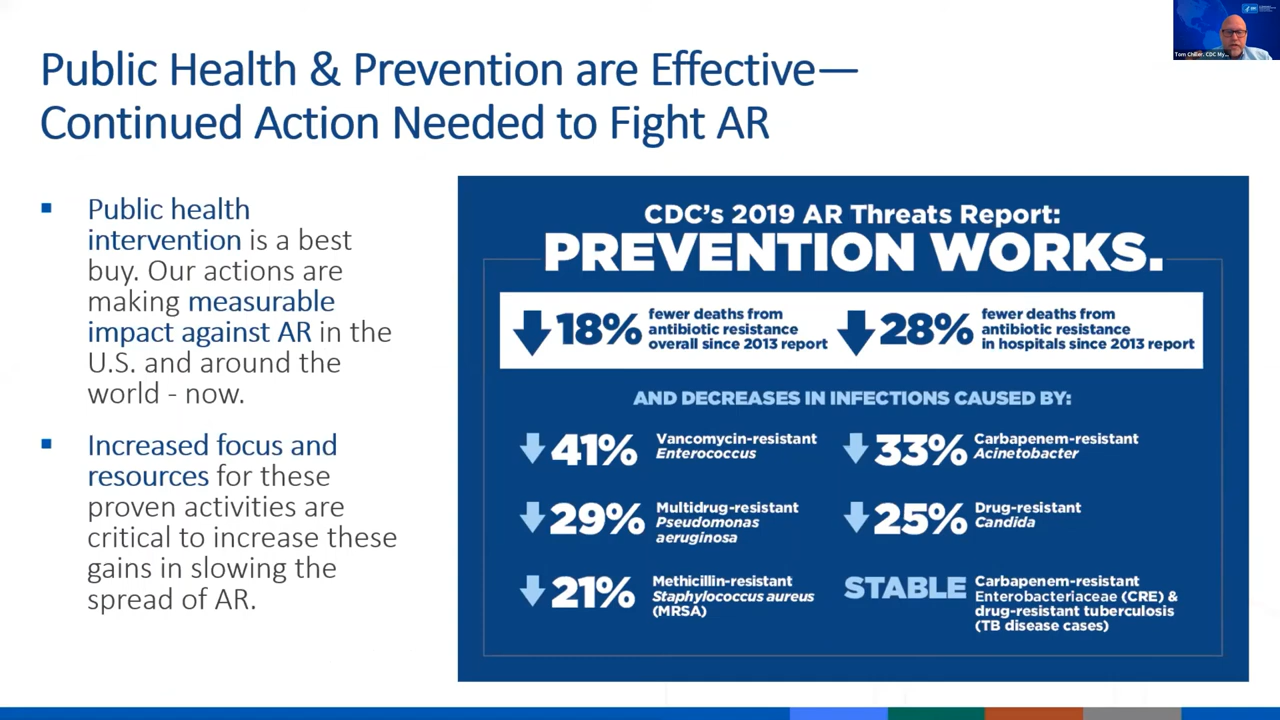 Public Health & Prevention are Effective—
Continued Action Needed to Fight AR
Public health
intervention is a best
buy. Our actions are
making measurable
impact against AR in the
U.S. and around the
world - now.
Increased focus and
resources for these
proven activities are
critical to increase these
gains in slowing the
spread of AR.
CDC's 2019 AR Threats Report:
PREVENTION WORKS.
18% fewer deaths from
antibiotic resistance
overall since 2013 report
28% fewer deaths from
antibiotic resistance
in hospitals since 2013 report
AND DECREASES IN INFECTIONS CAUSED BY:
41% Vancomycin-resistant
Enterococcus
33% Carbapenem-resistant
Acinetobacter
29% Multidrug-resistant
Pseudomonas
aeruginosa
25% Drug-resistant
Candida
21% Methicillin-resistant
Staphylococcus aureus
(MRSA)
STABLE Carbapenem-resistant
Enterobacteriaceae (CRE) &
drug-resistant tuberculosis
(TB disease cases)
Tom Chiller, CDC My...